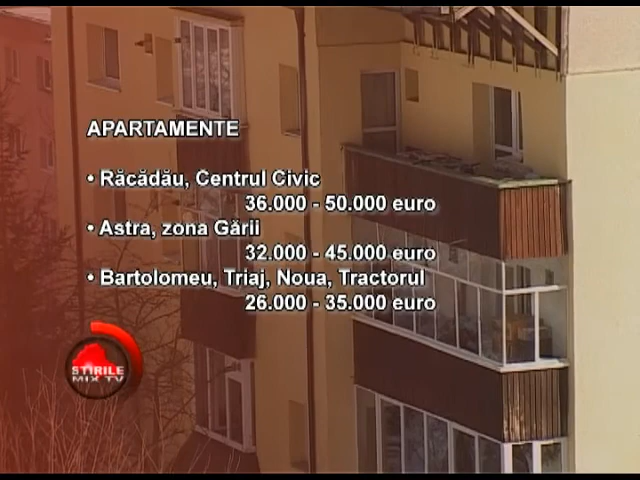 APARTAMENTE
• Răcădău, Centrul Civic
36.000 - 50.000 euro
• Astra, zona Gării
32.000 - 45.000 euro
• Bartolomeu, Triaj, Noua, Tractorul
26.000 - 35.000 euro
STIRILE
MIX TV